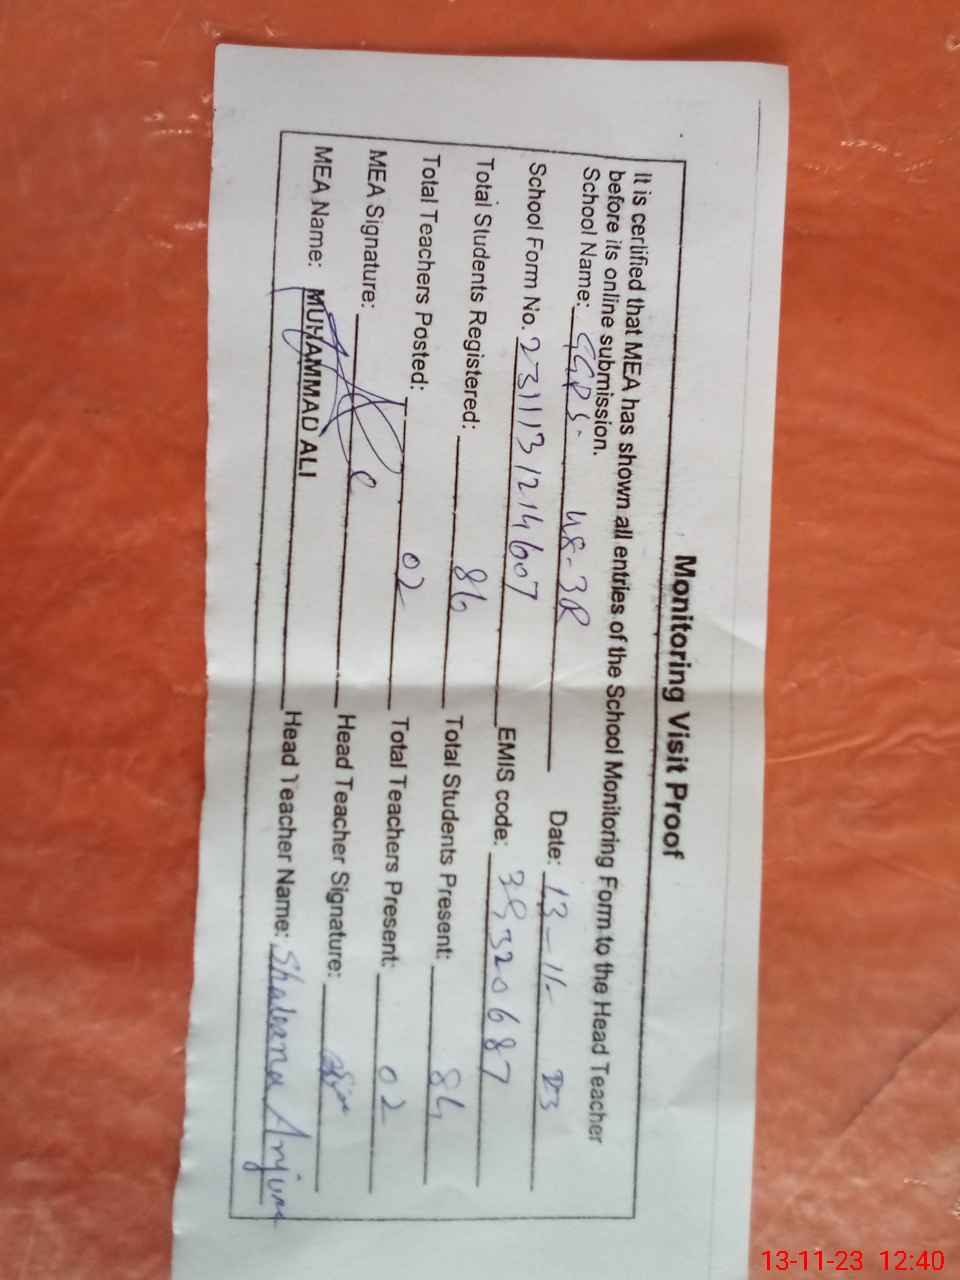 Monitoring Visit Proof
It is certified that MEA has shown all entries of the School Monitoring Form to the Head Teacher
before its online submission.
School Name: GGPS. 48-3R Date: 13-11-23
School Form No. 2311131214607 EMIS code: 39320687
Total Students Registered: 86 Total Students Present: 84
Total Teachers Posted: 02 Total Teachers Present: 02
MEA Signature: Head Teacher Signature:
MEA Name: MUHAMMAD ALI Head Teacher Name: Anjum
13-11-23 12:40